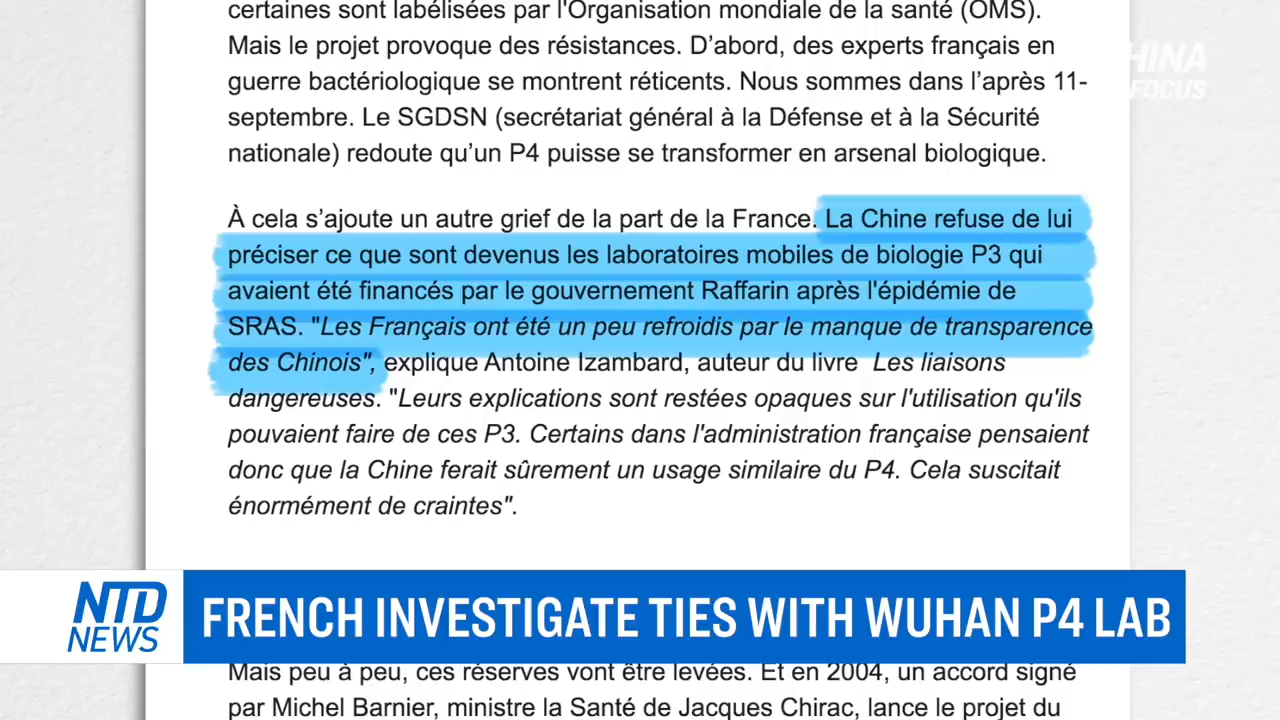 certaines sont labélisées par l'Organisation mondiale de la santé (OMS).
Mais le projet provoque des résistances. D’abord, des experts français en
guerre bactériologique se montrent réticents. Nous sommes dans l’après 11-
septembre. Le SGDSN (secrétariat général à la Défense et à la Sécurité
nationale) redoute qu’un P4 puisse se transformer en arsenal biologique.
À cela s’ajoute un autre grief de la part de la France. La Chine refuse de lui
préciser ce que sont devenus les laboratoires mobiles de biologie P3 qui
avaient été financés par le gouvernement Raffarin après l'épidémie de
SRAS. "Les Français ont été un peu refroidis par le manque de transparence
des Chinois", explique Antoine Izambard, auteur du livre Les liaisons
dangereuses. "Leurs explications sont restées opaques sur l'utilisation qu'ils
pouvaient faire de ces P3. Certains dans l'administration française pensaient
donc que la Chine ferait sûrement un usage similaire du P4. Cela suscitait
énormément de craintes".
Mais peu à peu, ces réserves vont être levées. Et en 2004, un accord signé
par Michel Barnier, ministre la Santé de Jacques Chirac, lance le projet du
HINA
FOCUS
NTD
NEWS
FRENCH INVESTIGATE TIES WITH WUHAN P4 LAB